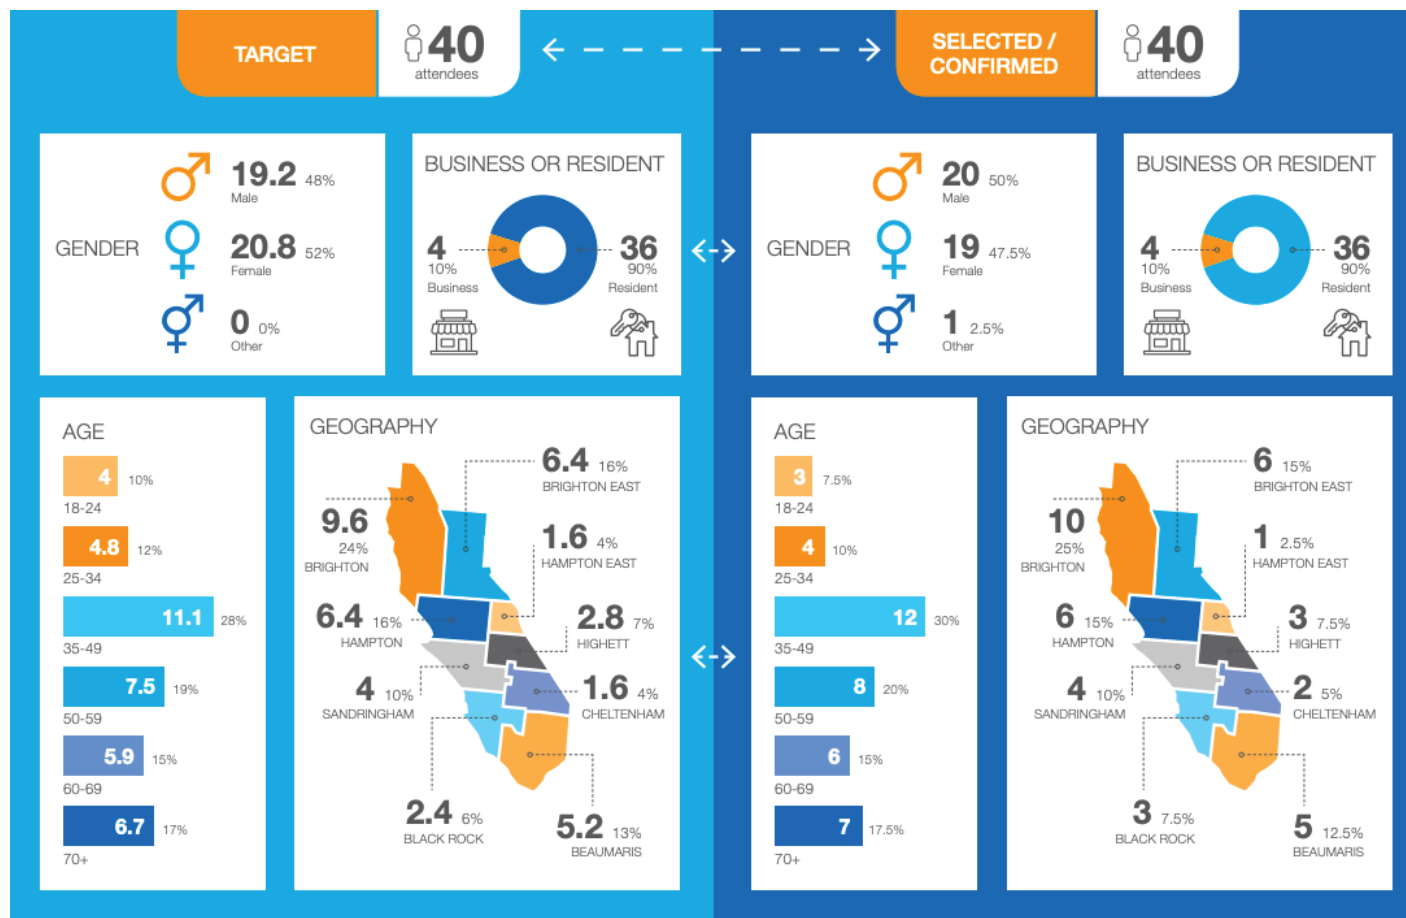 TARGET
40
attendees
SELECTED /
CONFIRMED
40
attendees
GENDER
19.2 48%
Male
20.8 52%
Female
0 0%
Other
BUSINESS OR RESIDENT
4
10%
Business
36
90%
Resident
AGE
4 10%
18-24
4.8 12%
25-34
11.1 28%
35-49
7.5 19%
50-59
5.9 15%
60-69
6.7 17%
70+
GEOGRAPHY
6.4 16%
BRIGHTON EAST
9.6
24%
BRIGHTON
1.6 4%
HAMPTON EAST
6.4 16%
HAMPTON
2.8 7%
HIGHETT
4 10%
SANDRINGHAM
1.6 4%
CHELTENHAM
2.4 6%
BLACK ROCK
5.2 13%
BEAUMARIS
GENDER
20 50%
Male
19 47.5%
Female
1 2.5%
Other
BUSINESS OR RESIDENT
4
10%
Business
36
90%
Resident
AGE
3 7.5%
18-24
4 10%
25-34
12 30%
35-49
8 20%
50-59
6 15%
60-69
7 17.5%
70+
GEOGRAPHY
6 15%
BRIGHTON EAST
10
25%
BRIGHTON
1 2.5%
HAMPTON EAST
6 15%
HAMPTON
3 7.5%
HIGHETT
4 10%
SANDRINGHAM
2 5%
CHELTENHAM
3 7.5%
BLACK ROCK
5 12.5%
BEAUMARIS